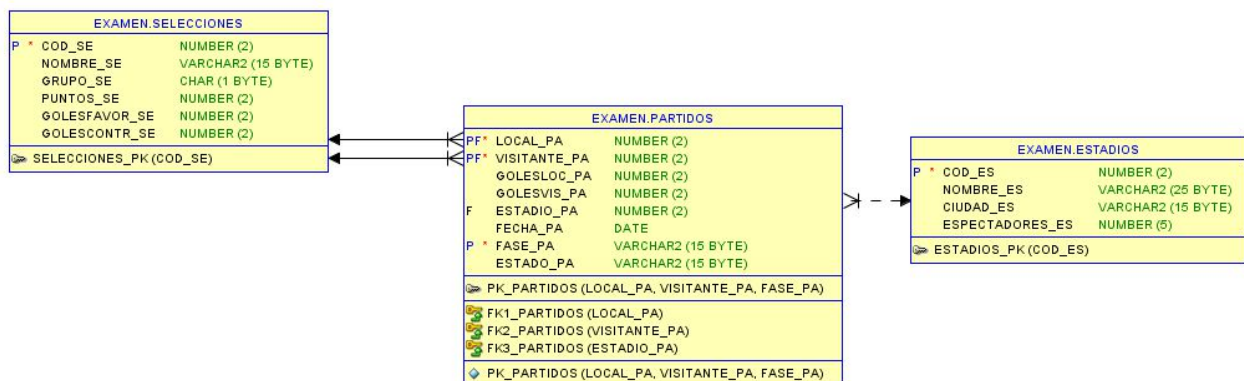 EXAMEN.SELECCIONES
P * COD_SE NUMBER (2)
NOMBRE_SE VARCHAR2 (15 BYTE)
GRUPO_SE CHAR (1 BYTE)
PUNTOS_SE NUMBER (2)
GOLESFAVOR_SE NUMBER (2)
GOLESCONTR_SE NUMBER (2)
SELECCIONES_PK (COD_SE)
EXAMEN.PARTIDOS
PF* LOCAL_PA NUMBER (2)
PF* VISITANTE_PA NUMBER (2)
GOLESLOC_PA NUMBER (2)
GOLESVIS_PA NUMBER (2)
F ESTADIO_PA NUMBER (2)
FECHA_PA DATE
P * FASE_PA VARCHAR2 (15 BYTE)
ESTADO_PA VARCHAR2 (15 BYTE)
PK_PARTIDOS (LOCAL_PA, VISITANTE_PA, FASE_PA)
FK1_PARTIDOS (LOCAL_PA)
FK2_PARTIDOS (VISITANTE_PA)
FK3_PARTIDOS (ESTADIO_PA)
PK_PARTIDOS (LOCAL_PA, VISITANTE_PA, FASE_PA)
EXAMEN.ESTADIOS
P * COD_ES NUMBER (2)
NOMBRE_ES VARCHAR2 (25 BYTE)
CIUDAD_ES VARCHAR2 (15 BYTE)
ESPECTADORES_ES NUMBER (5)
ESTADIOS_PK (COD_ES)